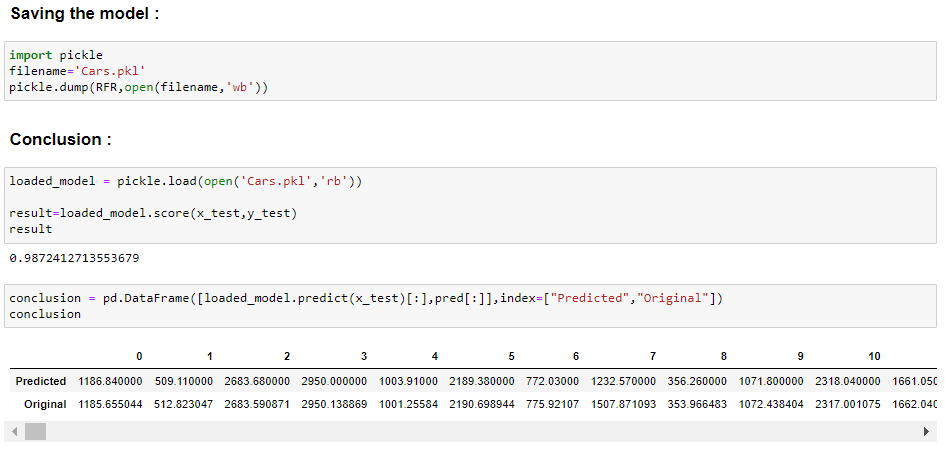 Saving the model :
import pickle
filename='Cars.pkl'
pickle.dump(RFR,open(filename,'wb'))
Conclusion :
loaded_model = pickle.load(open('Cars.pkl','rb'))
result=loaded_model.score(x_test,y_test)
result
0.9872412713553679
conclusion = pd.DataFrame([loaded_model.predict(x_test)[:],pred[:]],index=["Predicted","Original"])
conclusion
0 1 2 3 4 5 6 7 8 9 10
Predicted 1186.840000 509.110000 2683.680000 2950.000000 1003.91000 2189.380000 772.03000 1232.570000 356.260000 1071.800000 2318.040000 1661.050
Original 1185.655044 512.823047 2683.590871 2950.138869 1001.25584 2190.698944 775.92107 1507.871093 353.966483 1072.438404 2317.001075 1662.040